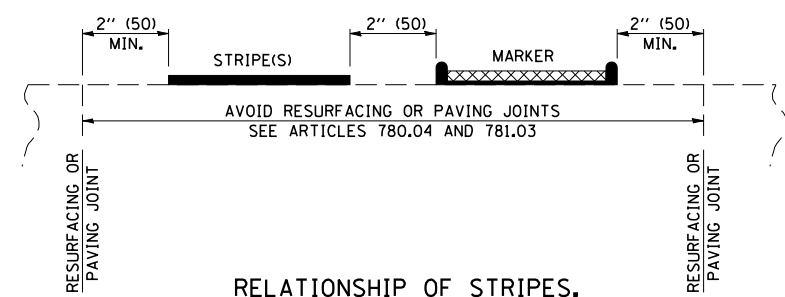 2'' (50)
MIN.
2'' (50)
2'' (50)
MIN.
STRIPE(S)
MARKER
AVOID RESURFACING OR PAVING JOINTS
SEE ARTICLES 780.04 AND 781.03
RESURFACING OR
PAVING JOINT
RESURFACING OR
PAVING JOINT
RELATIONSHIP OF STRIPES.